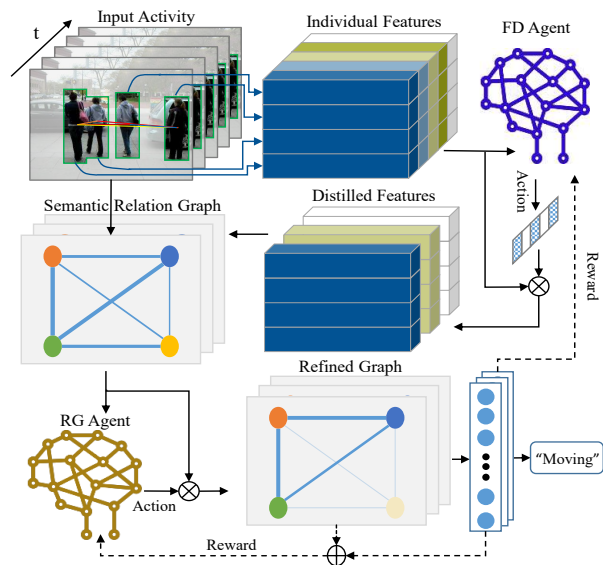 t
Input Activity
Individual Features
FD Agent
Action
Semantic Relation Graph
Distilled Features
Reward
Refined Graph
RG Agent
Action
"Moving"
Reward